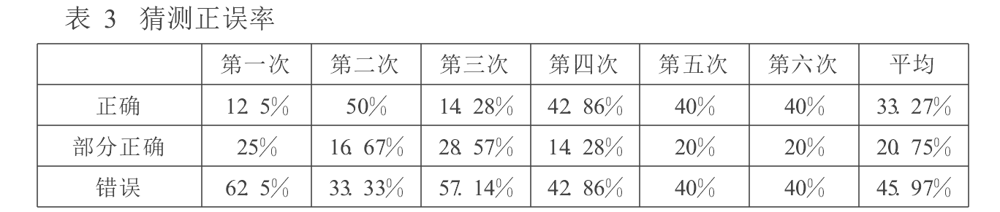 表 3 猜测正误率
第一次 第二次 第三次 第四次 第五次 第六次 平均
正确 12.5% 50% 14.28% 42.86% 40% 40% 33.27%
部分正确 25% 16.67% 28.57% 14.28% 20% 20% 20.75%
错误 62.5% 33.33% 57.14% 42.86% 40% 40% 45.97%